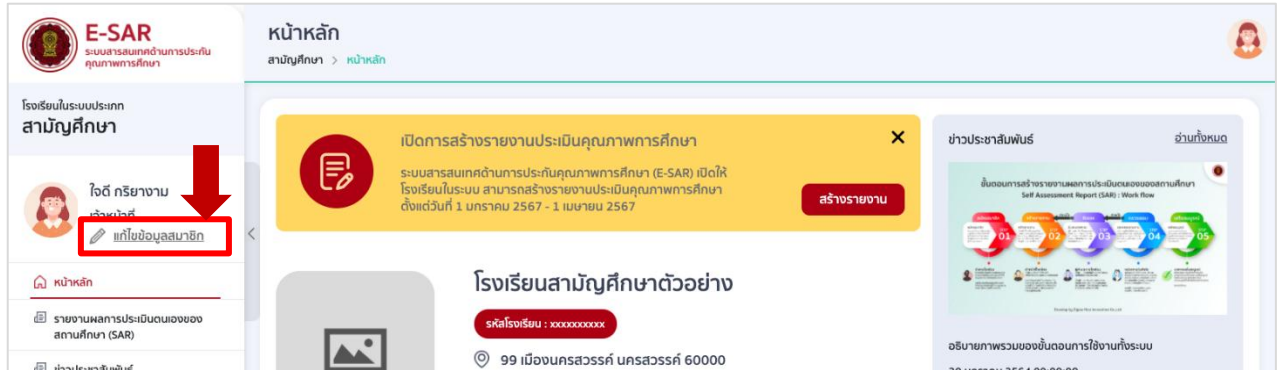 E-SAR
ระบบสารสนเทศด้านการประกัน
คุณภาพการศึกษา
หน้าหลัก
สามัญศึกษา > หน้าหลัก
โรงเรียนในระบบประเภท
สามัญศึกษา
ใจดี กริยางาม
เจ้าหน้าที่
แก้ไขข้อมูลสมาชิก
หน้าหลัก
รายงานผลการประเมินตนเองของ
สถานศึกษา (SAR)
ข่าวประชาสัมพันธ์
เปิดการสร้างรายงานประเมินคุณภาพการศึกษา
ระบบสารสนเทศด้านการประกันคุณภาพการศึกษา (E-SAR) เปิดให้
โรงเรียนในระบบ สามารถสร้างรายงานประเมินคุณภาพการศึกษา
ตั้งแต่วันที่ 1 มกราคม 2567 - 1 เมษายน 2567
สร้างรายงาน
โรงเรียนสามัญศึกษาตัวอย่าง
รหัสโรงเรียน : xxxxxxxxxx
99 เมืองนครสวรรค์ นครสวรรค์ 60000
ข่าวประชาสัมพันธ์
อ่านทั้งหมด
ขั้นตอนการสร้างรายงานผลการประเมินตนเองของสถานศึกษา
Self Assessment Report (SAR) : Work flow
01 02 03 04 05
อธิบายภาพรวมของขั้นตอนการใช้งานทั้งระบบ